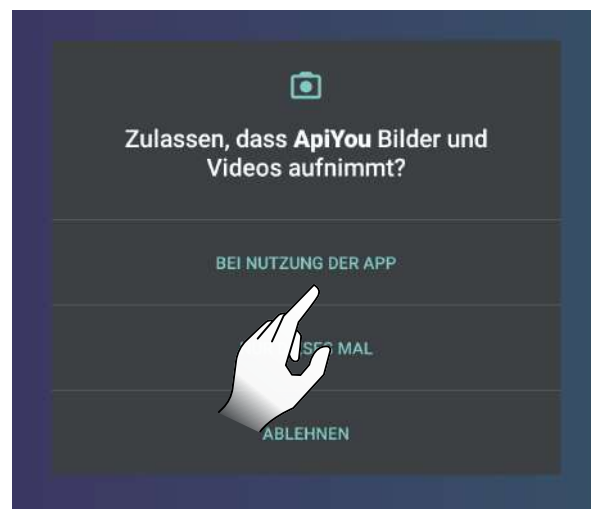 Zulassen, dass ApiYou Bilder und
Videos aufnimmt?
BEI NUTZUNG DER APP
MAL
ABLEHNEN